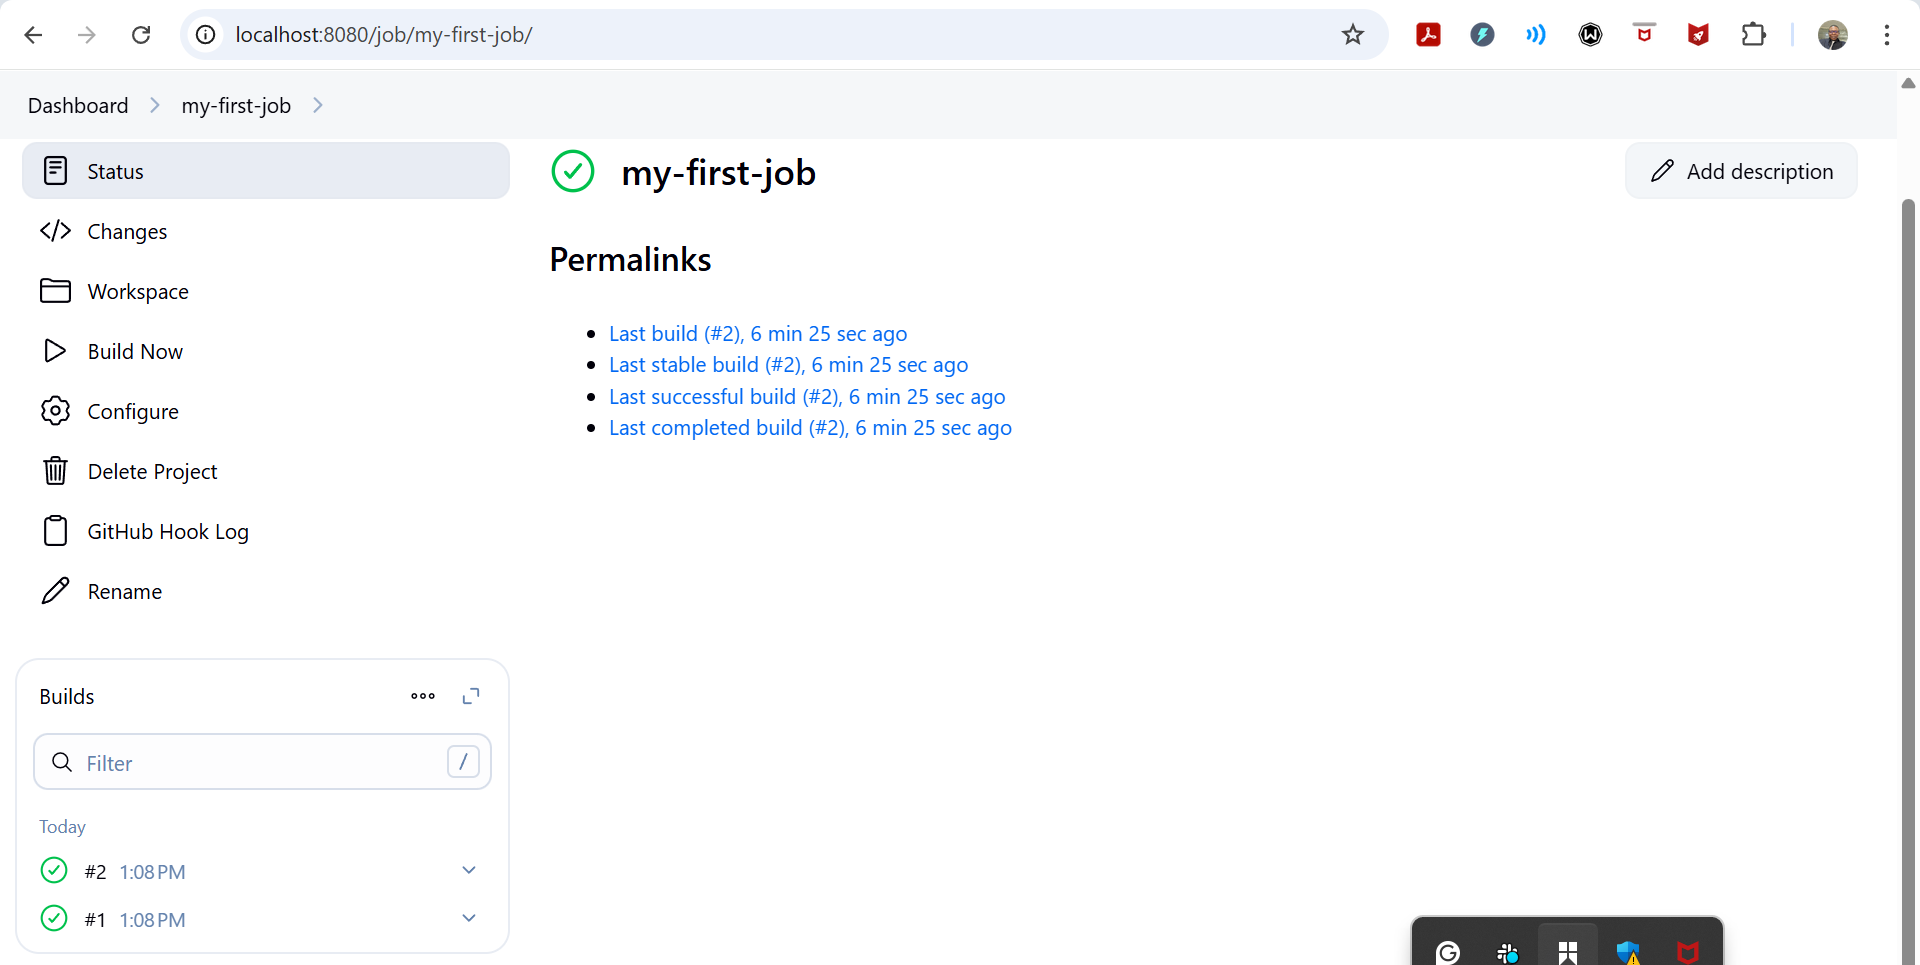 localhost:8080/job/my-first-job/
Dashboard my-first-job
Status
Changes
Workspace
Build Now
Configure
Delete Project
GitHub Hook Log
Rename
my-first-job
Add description
Permalinks
Last build (#2), 6 min 25 sec ago
Last stable build (#2), 6 min 25 sec ago
Last successful build (#2), 6 min 25 sec ago
Last completed build (#2), 6 min 25 sec ago
Builds
Filter /
Today
#2 1:08 PM
#1 1:08 PM